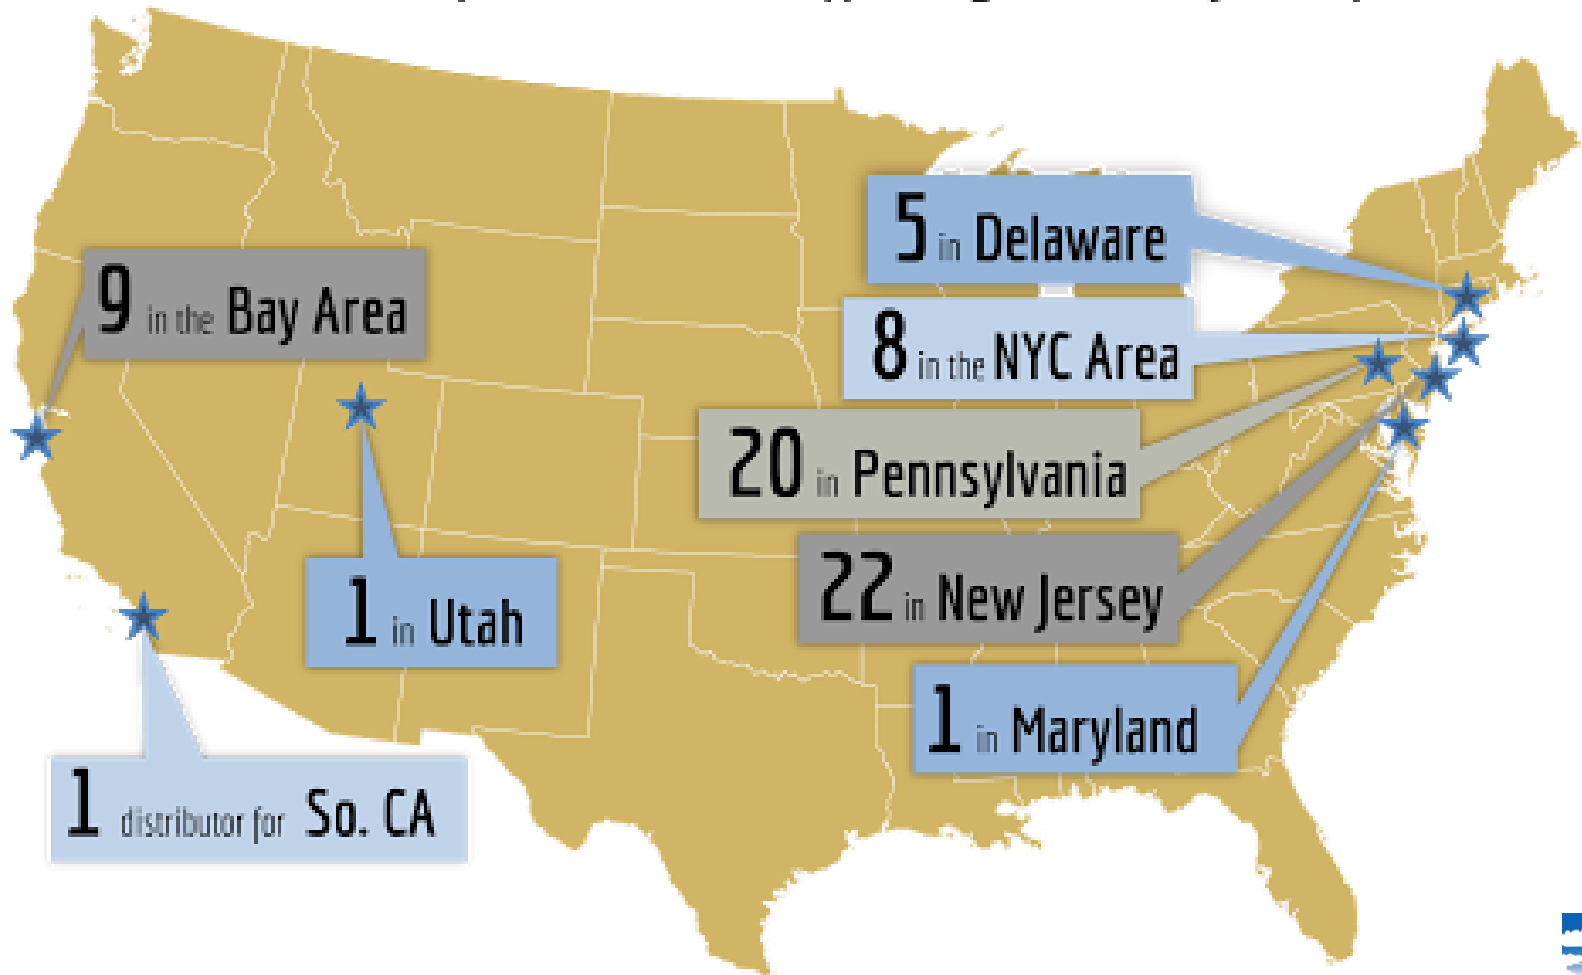 5 in Delaware
9 in the Bay Area
8 in the NYC Area
20 in Pennsylvania
22 in New Jersey
1 in Utah
1 in Maryland
1 distributor for So. CA